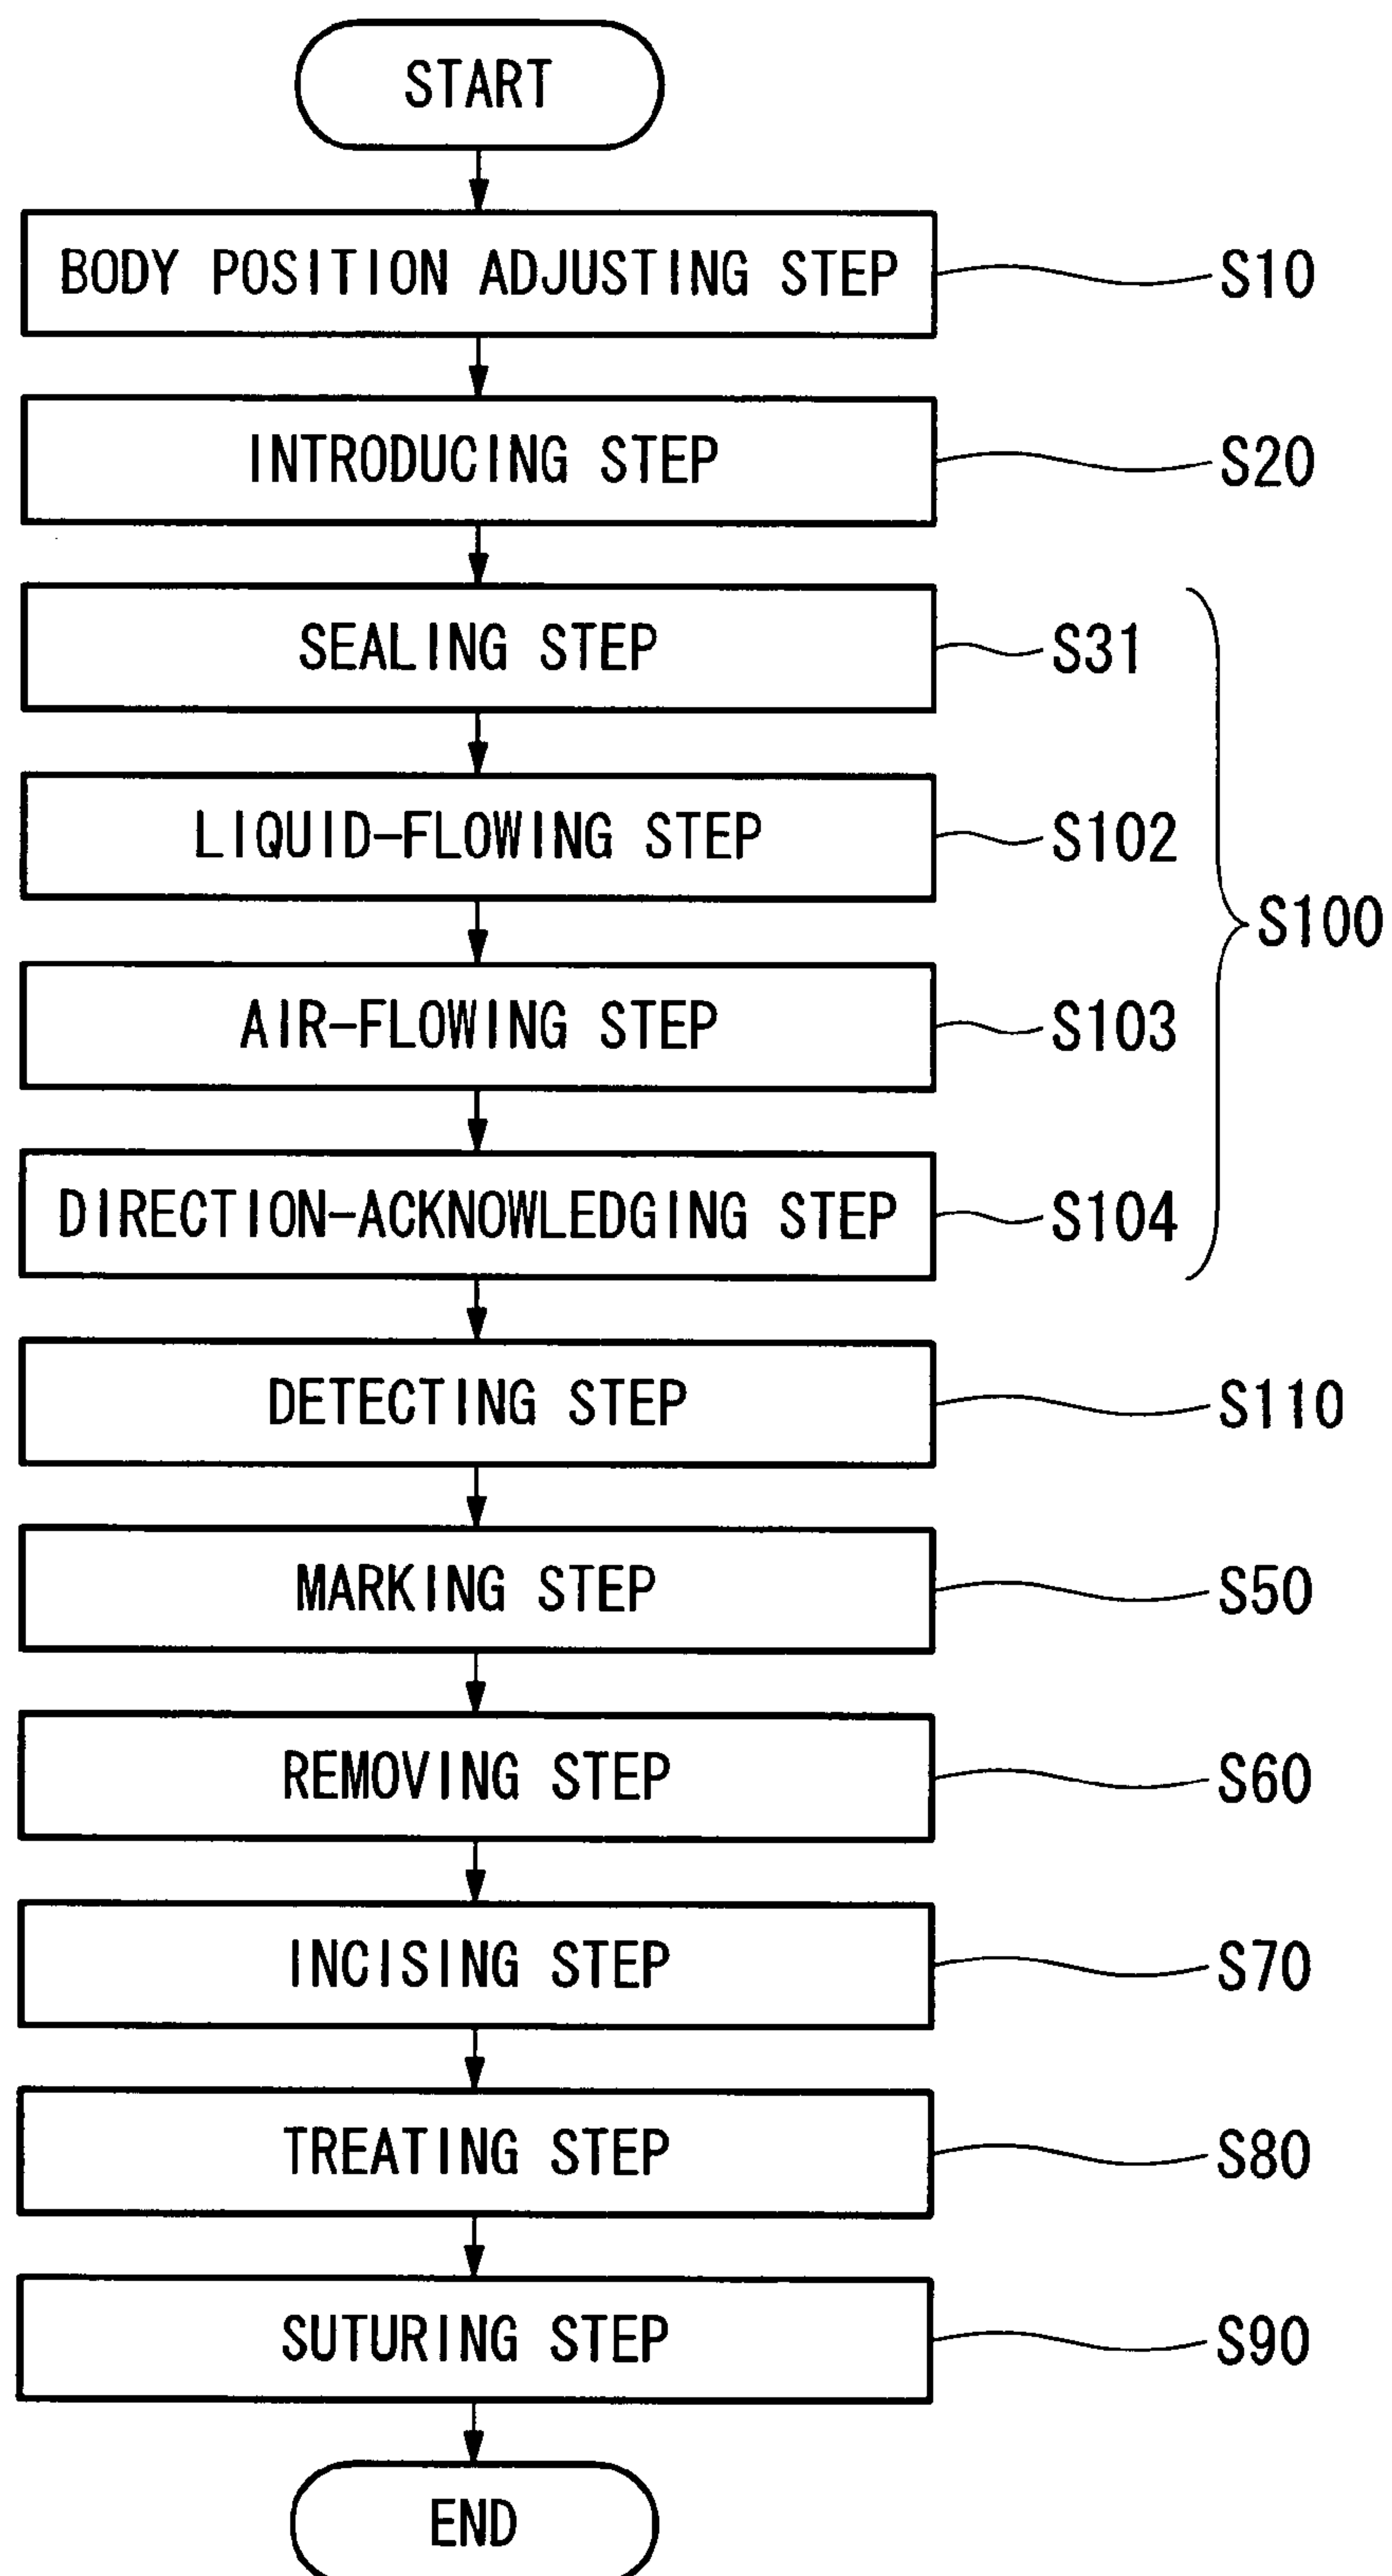 START
BODY POSITION ADJUSTING STEP S10
INTRODUCING STEP S20
SEALING STEP S31
LIQUID-FLOWING STEP S102
S100
AIR-FLOWING STEP S103
DIRECTION-ACKNOWLEDGING STEP S104
DETECTING STEP S110
MARKING STEP S50
REMOVING STEP S60
INCISING STEP S70
TREATING STEP S80
SUTURING STEP S90
END